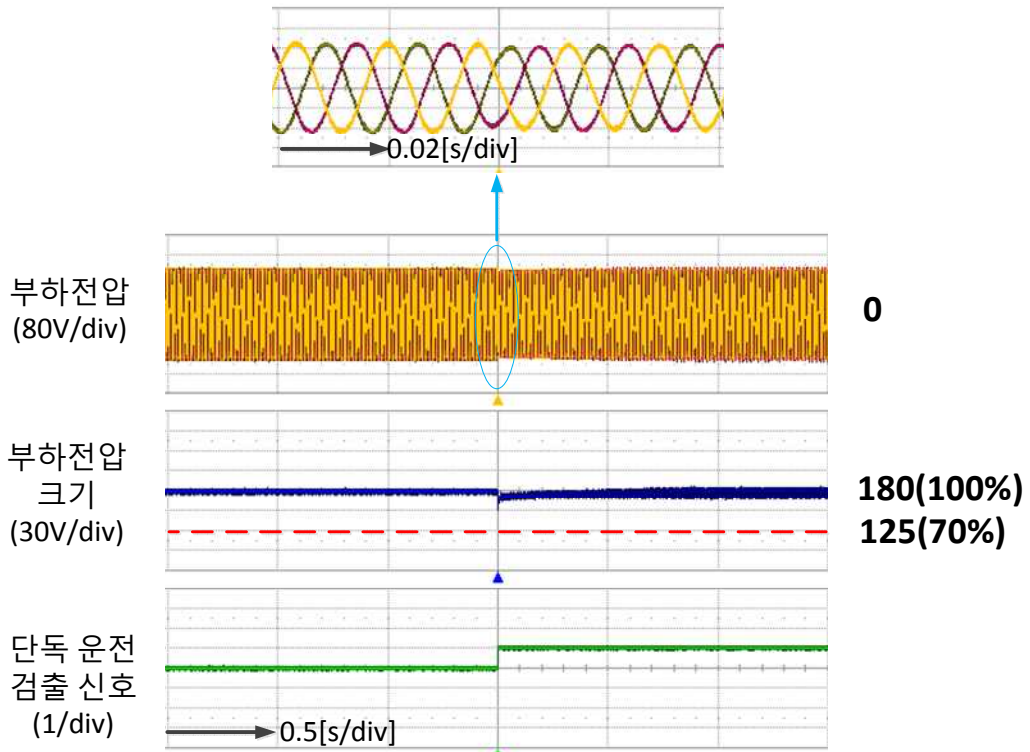 0.02[s/div]
부하전압
(80V/div)
0
부하전압
크기
(30V/div)
180(100%)
125(70%)
단독 운전
검출 신호
(1/div)
0.5[s/div]